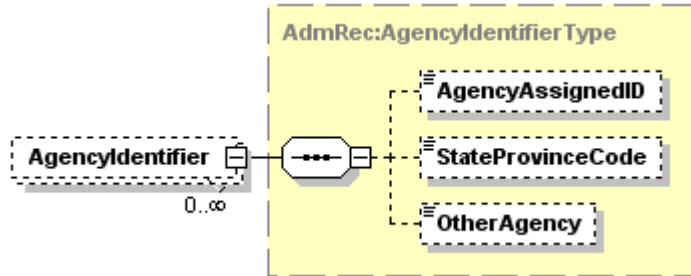 AdmRec:AgencyIdentifierType
AgencyAssignedID
AgencyIdentifier
StateProvinceCode
0..∞
OtherAgency